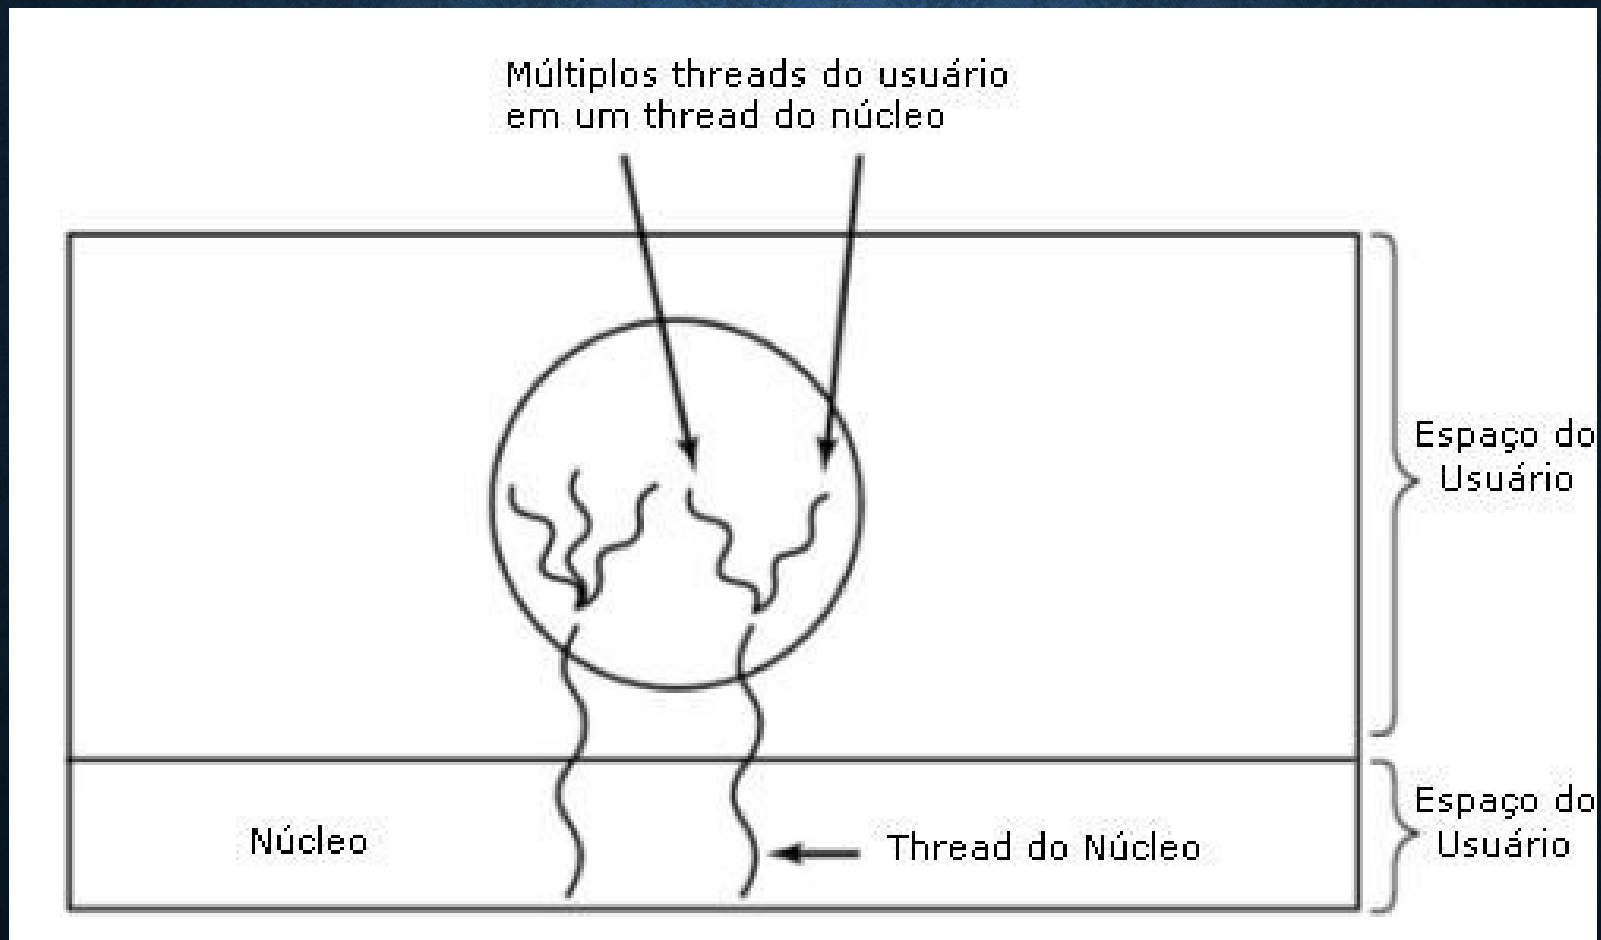 Múltiplos threads do usuário
em um thread do núcleo
Espaço do
Usuário
Espaço do
Usuário
Núcleo
Thread do Núcleo